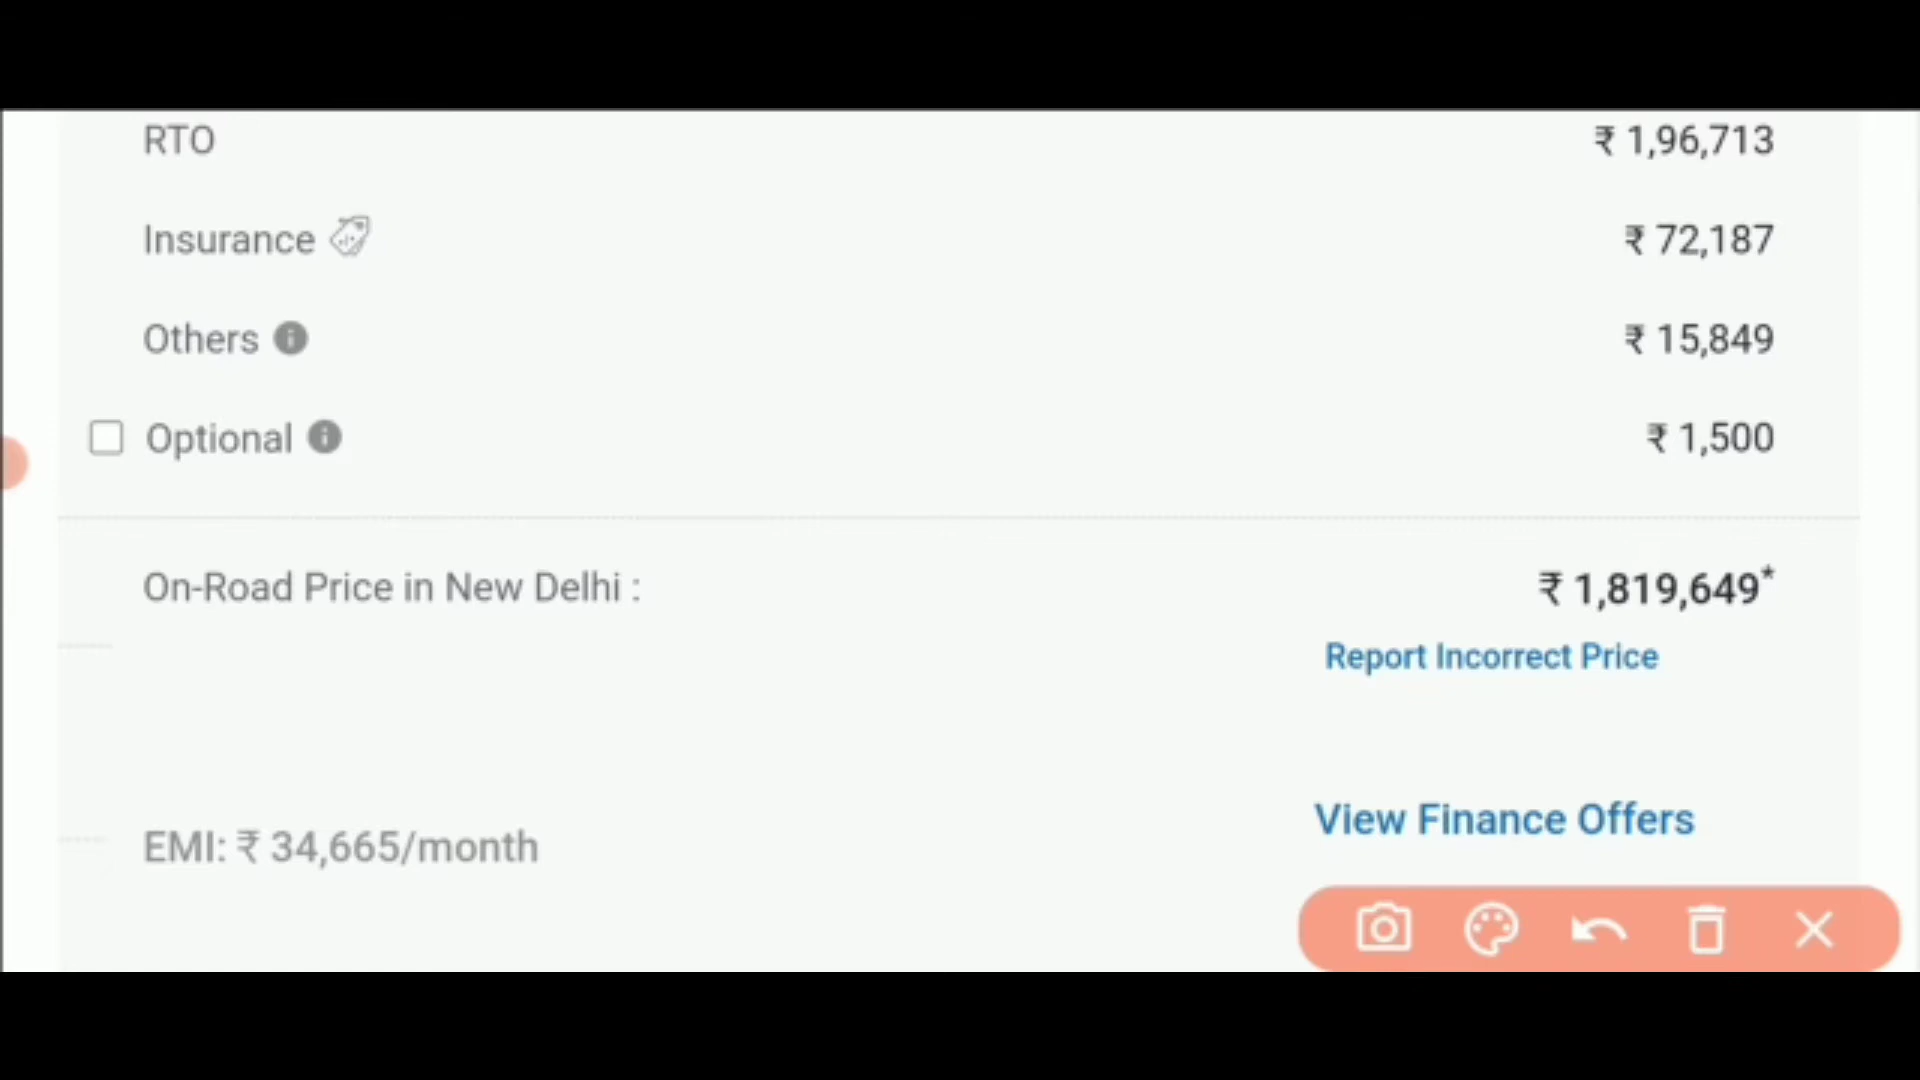 RTO ₹ 1,96,713
Insurance ₹ 72,187
Others ₹ 15,849
Optional ₹ 1,500
On-Road Price in New Delhi : ₹ 1,819,649*
Report Incorrect Price
View Finance Offers
EMI: ₹ 34,665/month